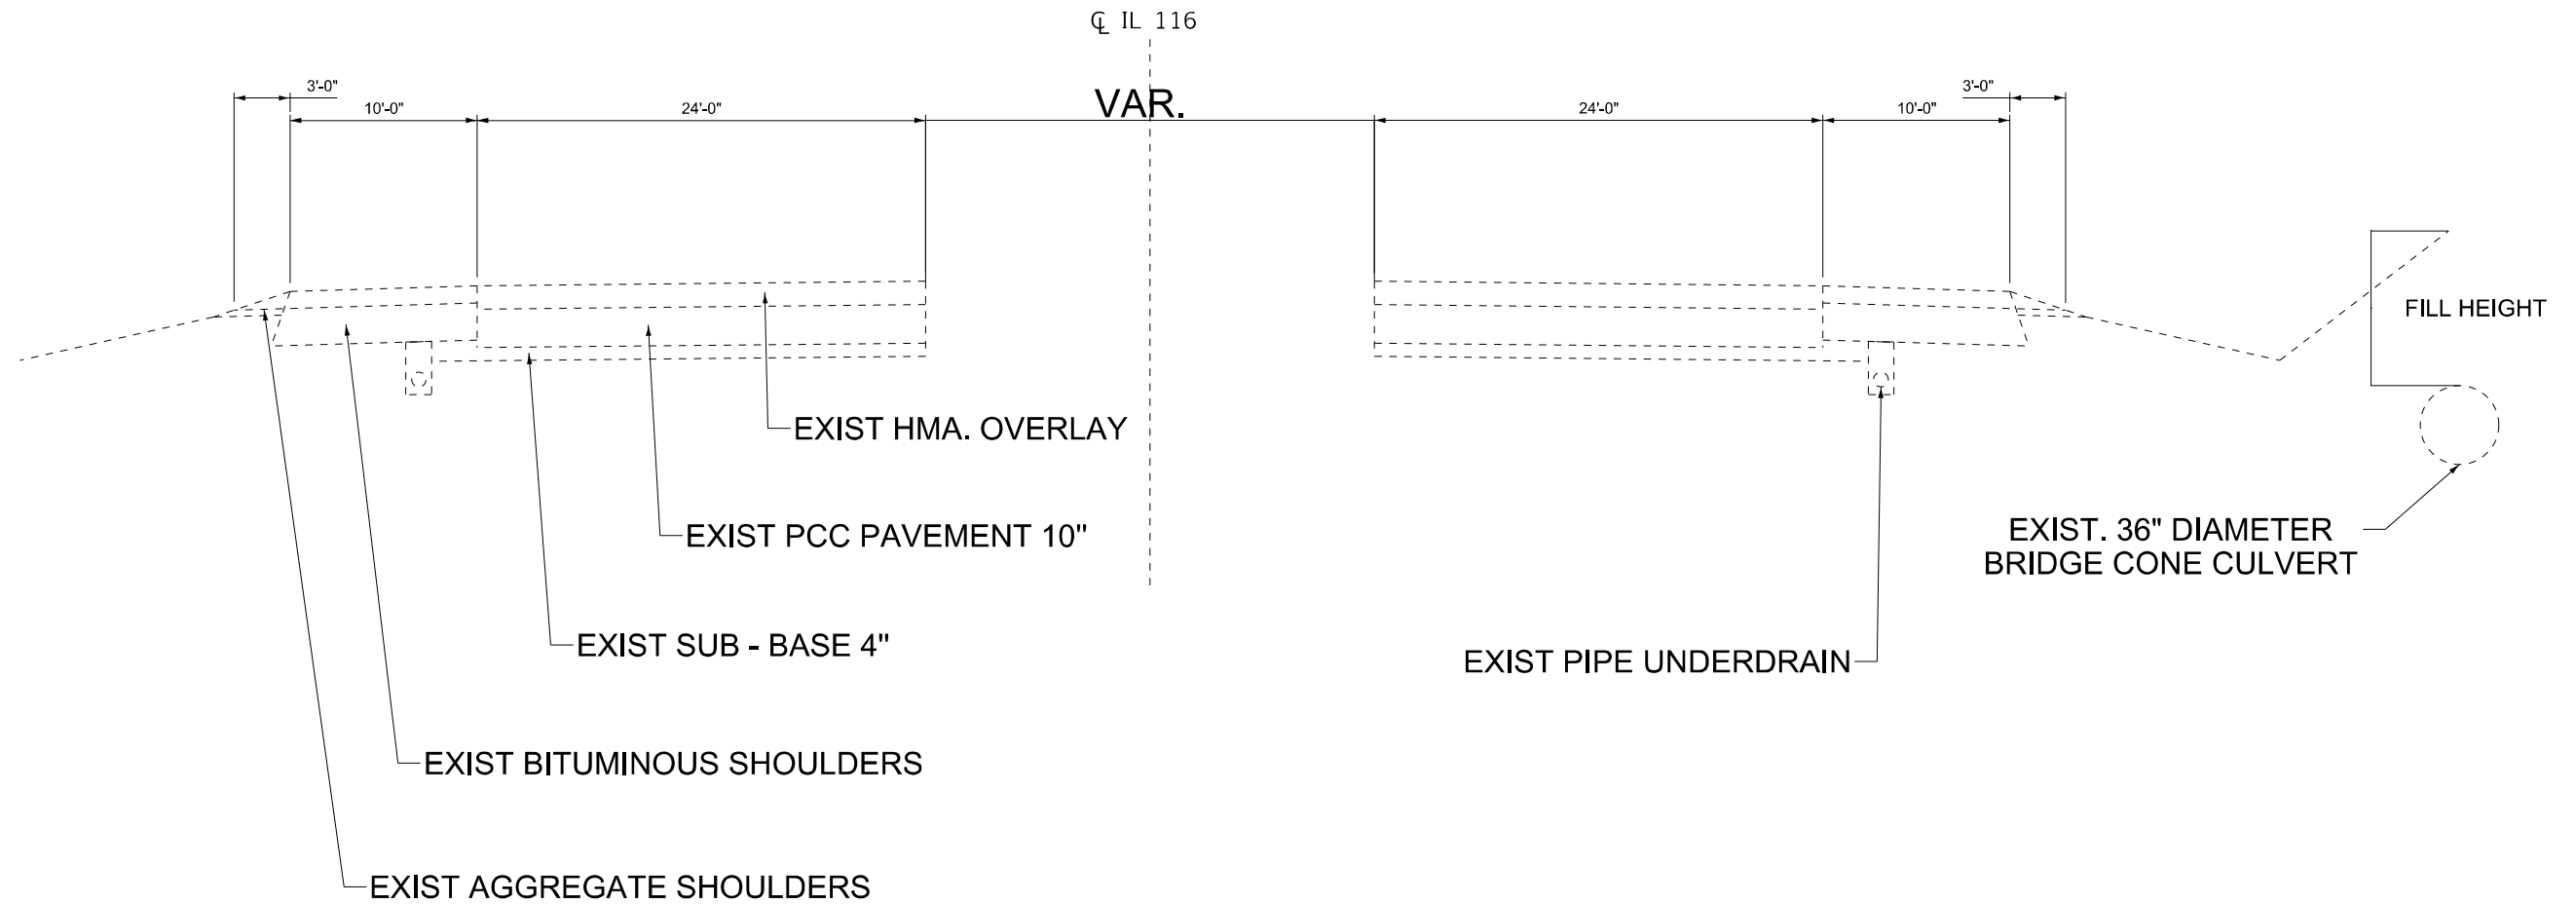 ℄ IL 116
3'-0"
3'-0"
10'-0"
24'-0"
VAR.
24'-0"
10'-0"
FILL HEIGHT
EXIST HMA. OVERLAY
EXIST PCC PAVEMENT 10"
EXIST. 36" DIAMETER
BRIDGE CONE CULVERT
EXIST SUB - BASE 4"
EXIST PIPE UNDERDRAIN
EXIST BITUMINOUS SHOULDERS
EXIST AGGREGATE SHOULDERS